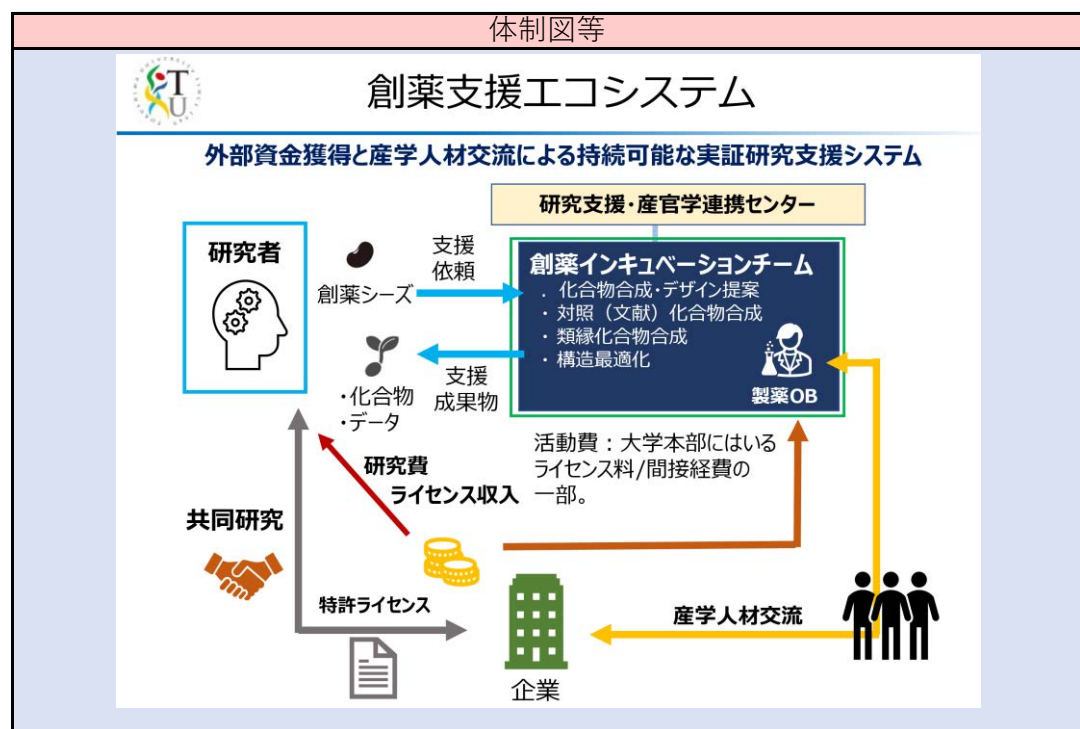 体制図等
TU
創薬支援エコシステム
外部資金獲得と産学人材交流による持続可能な実証研究支援システム
研究支援・産官学連携センター
研究者
創薬シーズ
支援
依頼
創薬インキュベーションチーム
. 化合物合成・デザイン提案
・対照（文献）化合物合成
・類縁化合物合成
・構造最適化
製薬OB
・化合物
・データ
支援
成果物
活動費：大学本部にはいる
ライセンス料/間接経費の
一部。
研究費
ライセンス収入
共同研究
特許ライセンス
産学人材交流
企業